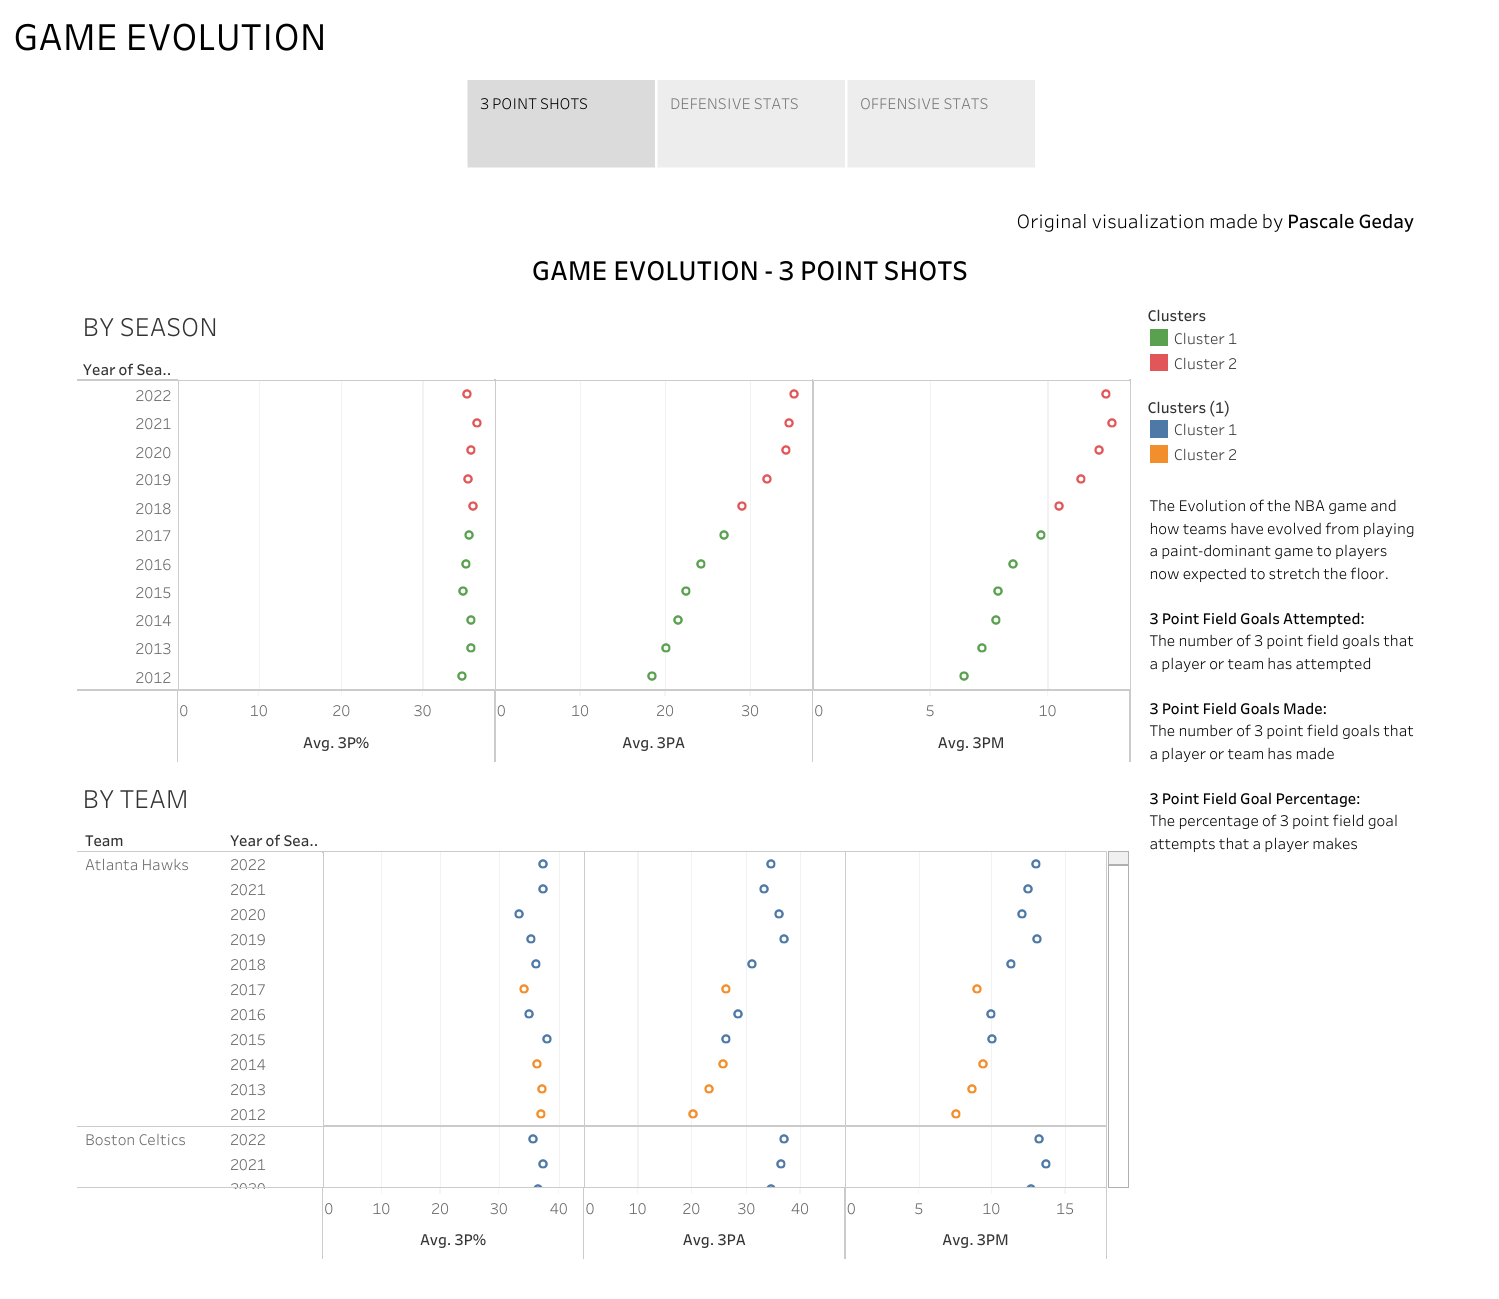 GAME EVOLUTION
3 POINT SHOTS
DEFENSIVE STATS
OFFENSIVE STATS
Original visualization made by Pascale Geday
GAME EVOLUTION - 3 POINT SHOTS
BY SEASON
Year of Sea..
2022
2021
2020
2019
2018
2017
2016
2015
2014
2013
2012
0 10 20 30 0 10 20 30 0 5 10
Avg. 3P% Avg. 3PA Avg. 3PM
Clusters
Cluster 1
Cluster 2
Clusters (1)
Cluster 1
Cluster 2
The Evolution of the NBA game and
how teams have evolved from playing
a paint-dominant game to players
now expected to stretch the floor.
3 Point Field Goals Attempted:
The number of 3 point field goals that
a player or team has attempted
3 Point Field Goals Made:
The number of 3 point field goals that
a player or team has made
3 Point Field Goal Percentage:
The percentage of 3 point field goal
attempts that a player makes
BY TEAM
Team Year of Sea..
Atlanta Hawks 2022
2021
2020
2019
2018
2017
2016
2015
2014
2013
2012
Boston Celtics 2022
2021
2020
0 10 20 30 40 0 10 20 30 40 0 5 10 15
Avg. 3P% Avg. 3PA Avg. 3PM